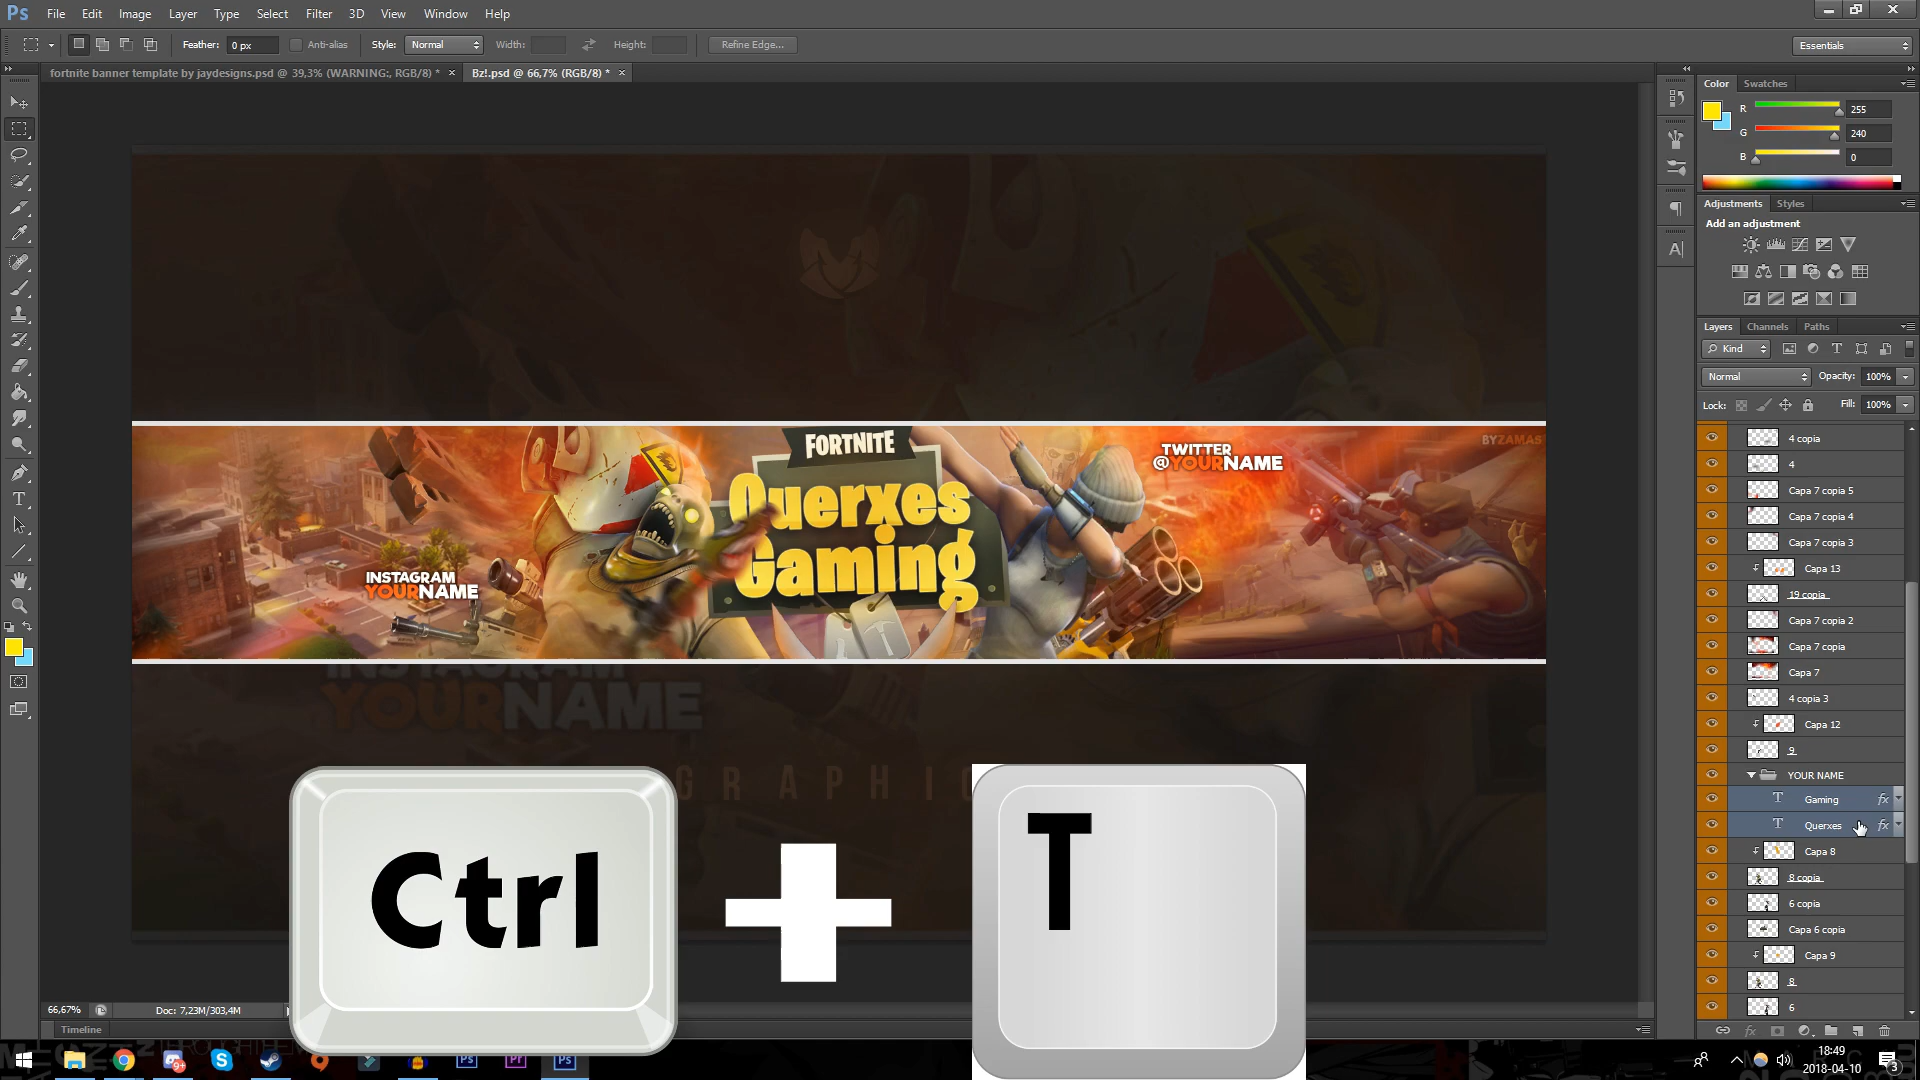 Ps File Edit Image Layer Type Select Filter 3D View Window Help
Feather: 0 px Anti-alias Style: Normal Width: Height: Refine Edge... Essentials
fortnite banner template by jaydesigns.psd @ 39,3% (WARNING:, RGB/8) * × Bz!.psd @ 66,7% (RGB/8) * ×
Color Swatches
R 255
G 240
B 0
Adjustments Styles
Add an adjustment
Layers Channels Paths
Kind
Normal Opacity: 100%
Lock: Fill: 100%
4 copia
4
Capa 7 copia 5
Capa 7 copia 4
Capa 7 copia 3
Capa 13
19 copia
Capa 7 copia 2
Capa 7 copia
Capa 7
4 copia 3
Capa 12
9
YOUR NAME
T Gaming fx
T Querxes fx
Capa 8
8 copia
6 copia
Capa 6 copia
Capa 9
8
6
FORTNITE
Querxes
Gaming
TWITTER
@YOURNAME
BYZAMAS
INSTAGRAM
YOURNAME
INSTAGRAM
YOURNAME
GRAPHIC
Ctrl
T
66,67% Doc: 7,23M/303,4M
Timeline
18:49
2018-04-10
3